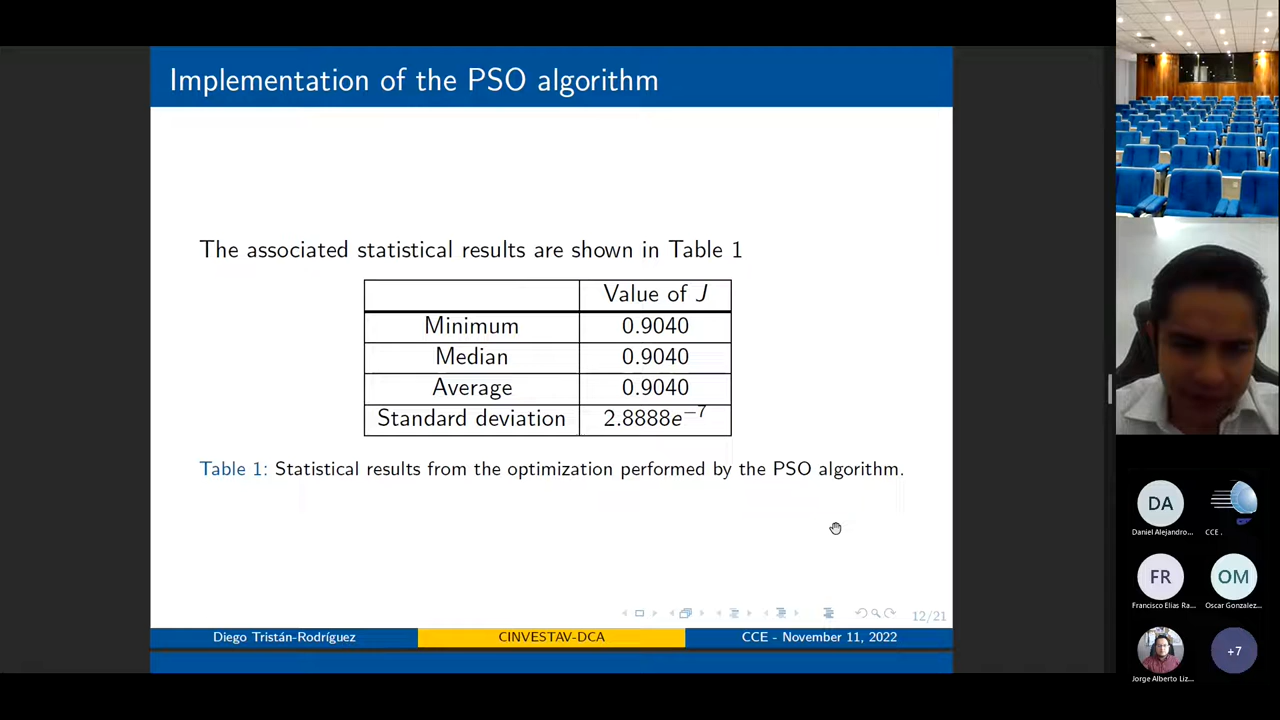 Implementation of the PSO algorithm
The associated statistical results are shown in Table 1
Value of J
Minimum 0.9040
Median 0.9040
Average 0.9040
Standard deviation 2.8888e⁻⁷
Table 1: Statistical results from the optimization performed by the PSO algorithm.
12/21
Diego Tristán-Rodríguez CINVESTAV-DCA CCE - November 11, 2022
DA
Daniel Alejandro... CCE .
FR OM
Francisco Elias Ra... Oscar Gonzalez...
+7
Jorge Alberto Liz...